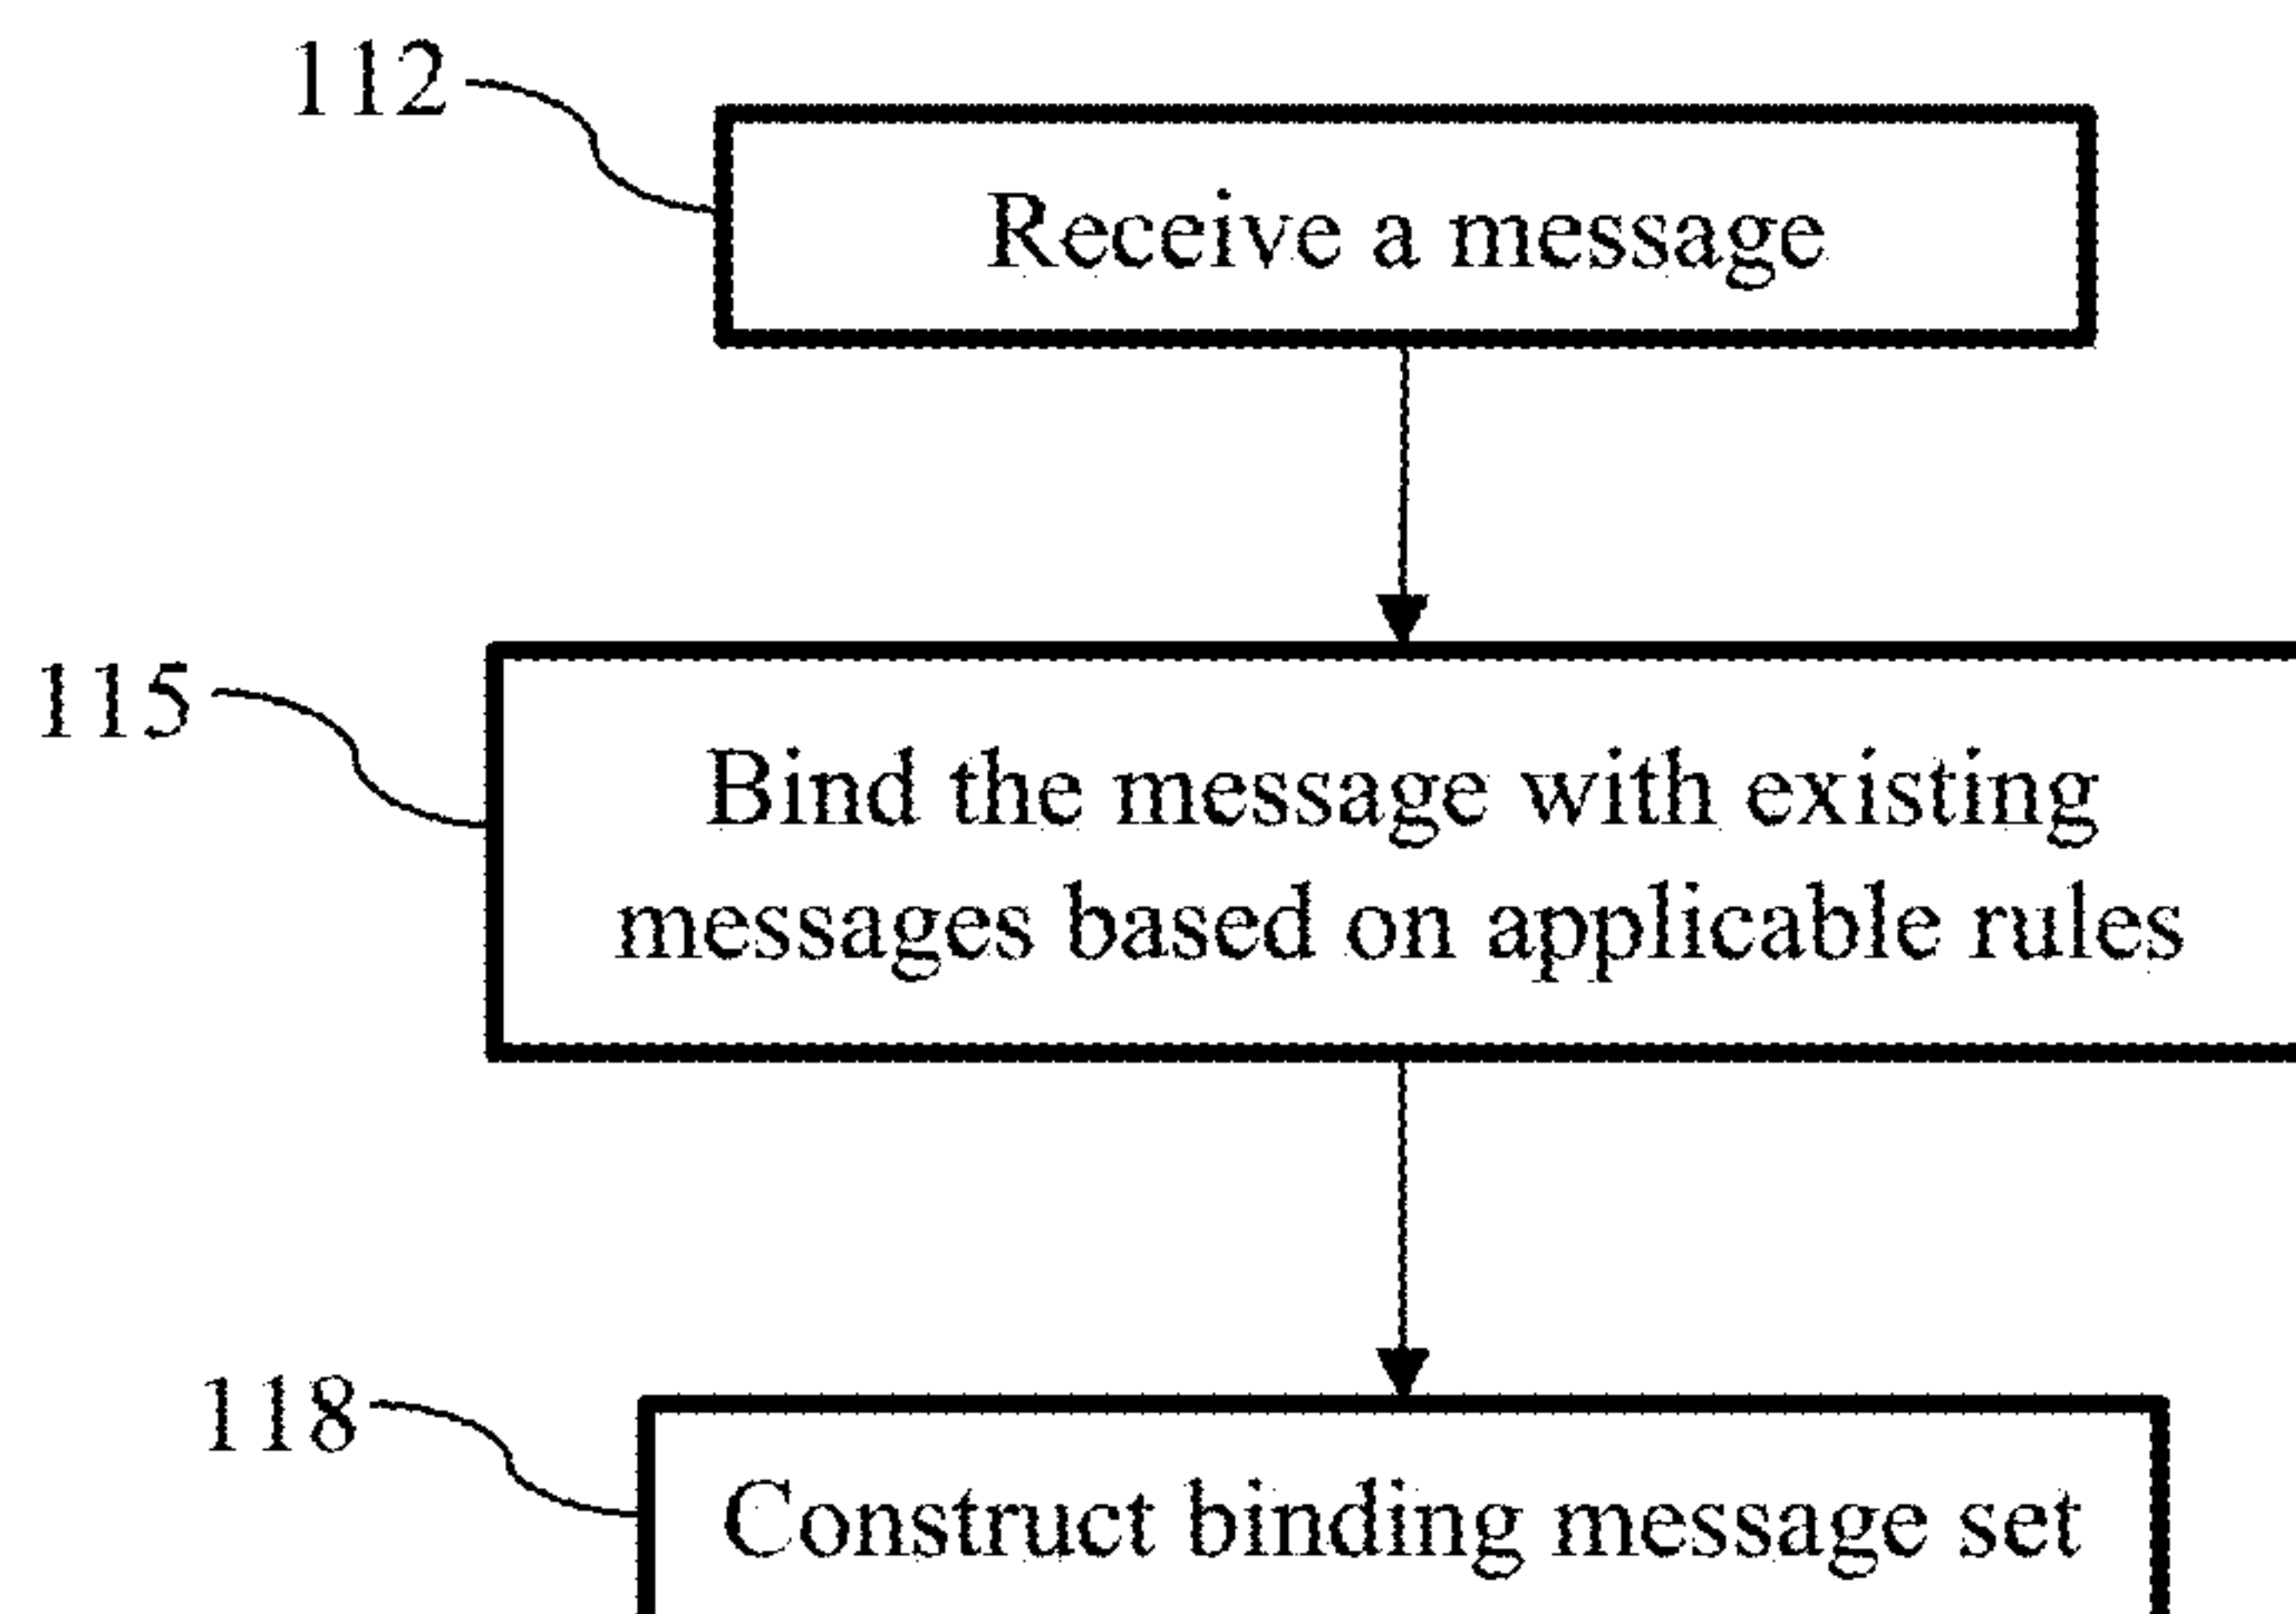 112
Receive a message
115
Bind the message with existing
messages based on applicable rules
118
Construct binding message set